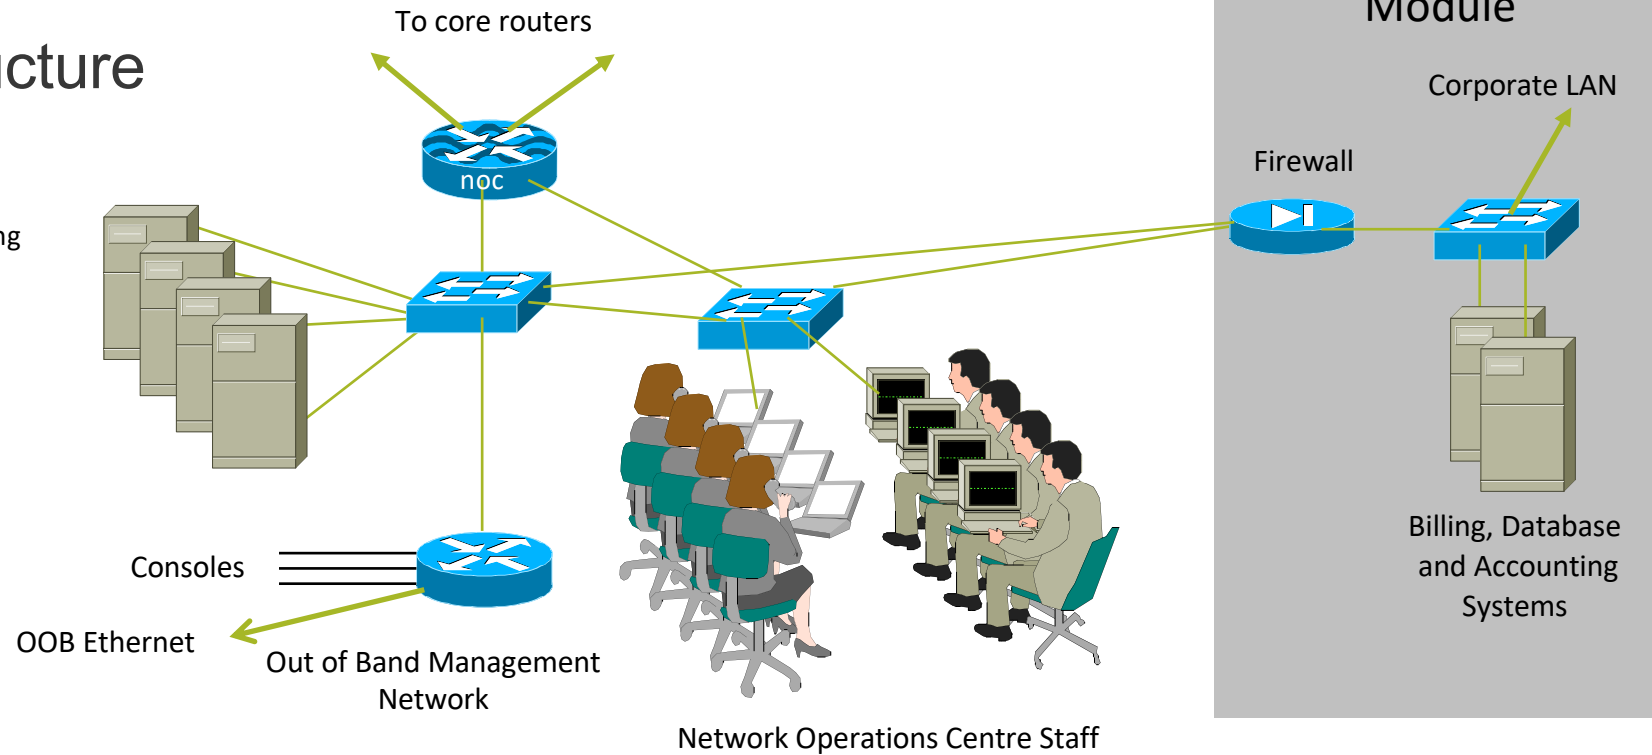 To core routers
Module
Corporate LAN
Firewall
noc
Consoles
OOB Ethernet
Out of Band Management
Network
Network Operations Centre Staff
Billing, Database
and Accounting
Systems